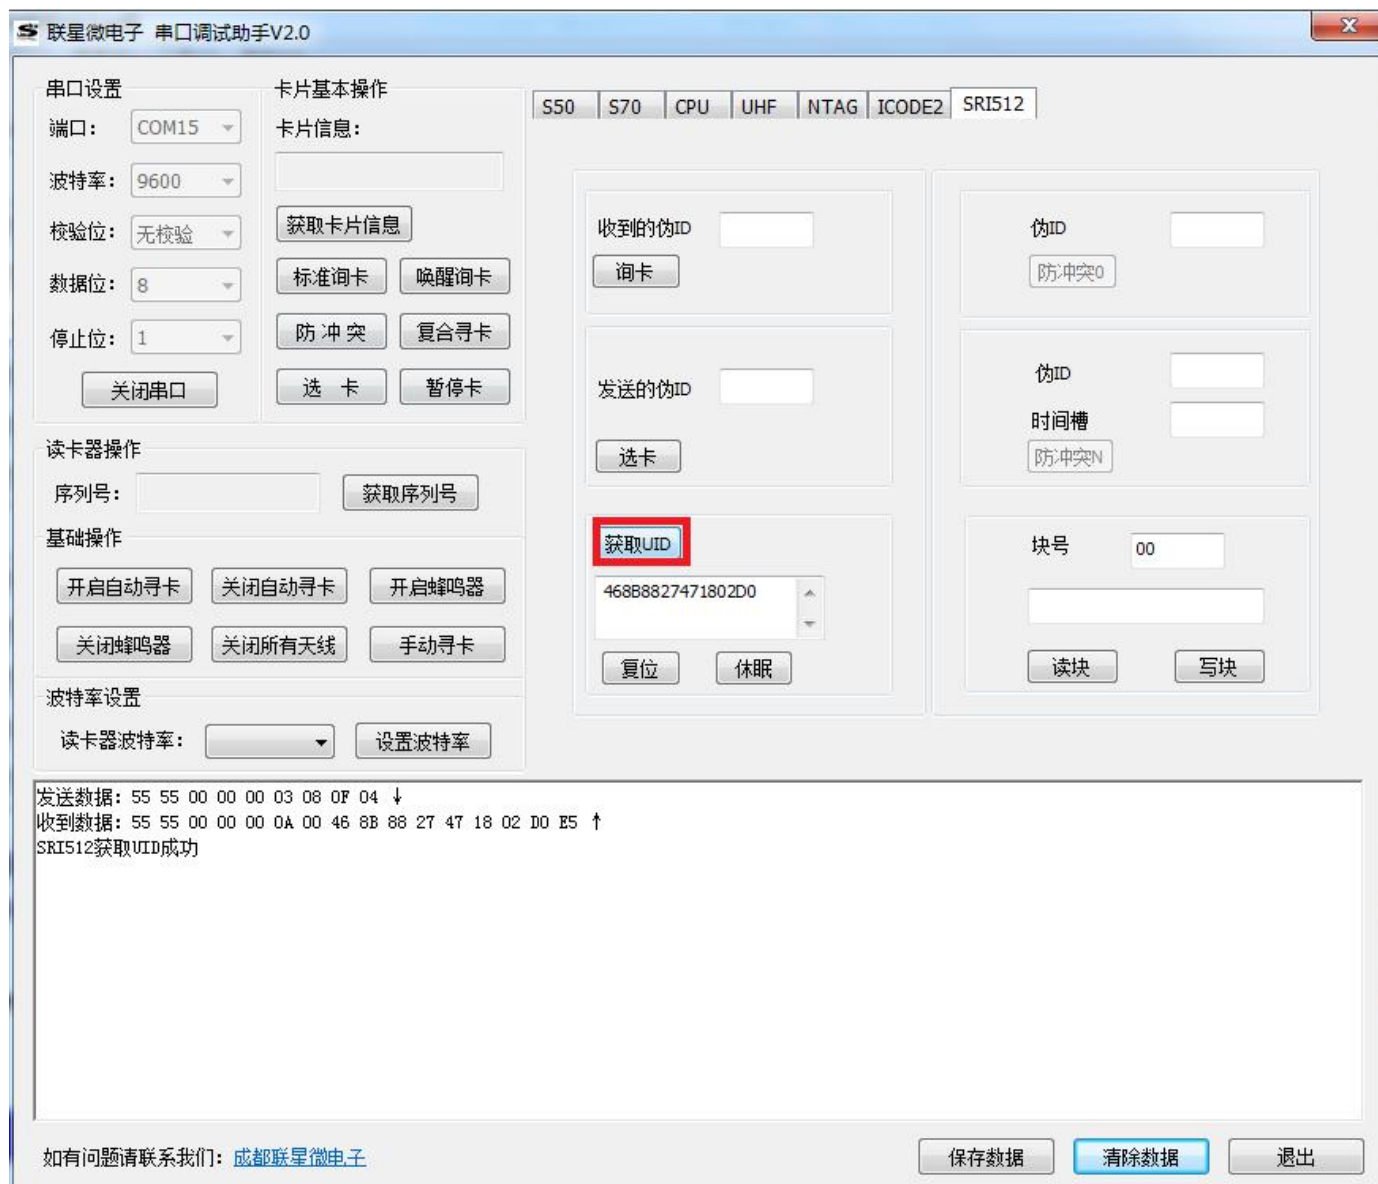 联星微电子 串口调试助手V2.0
串口设置
端口： COM15
波特率： 9600
校验位： 无校验
数据位： 8
停止位： 1
关闭串口
卡片基本操作
卡片信息：
获取卡片信息
标准询卡 唤醒询卡
防 冲 突 复合寻卡
选 卡 暂停卡
读卡器操作
序列号： 获取序列号
基础操作
开启自动寻卡 关闭自动寻卡 开启蜂鸣器
关闭蜂鸣器 关闭所有天线 手动寻卡
波特率设置
读卡器波特率： 设置波特率
S50 S70 CPU UHF NTAG ICODE2 SRI512
收到的伪ID
询卡
发送的伪ID
选卡
获取UID
468B8827471802D0
复位 休眠
伪ID
防冲突0
伪ID
时间槽
防冲突N
块号 00
读块 写块
发送数据：55 55 00 00 00 03 08 0F 04 ↓
收到数据：55 55 00 00 00 0A 00 46 8B 88 27 47 18 02 D0 E5 ↑
SRI512获取UID成功
如有问题请联系我们：成都联星微电子
保存数据 清除数据 退出